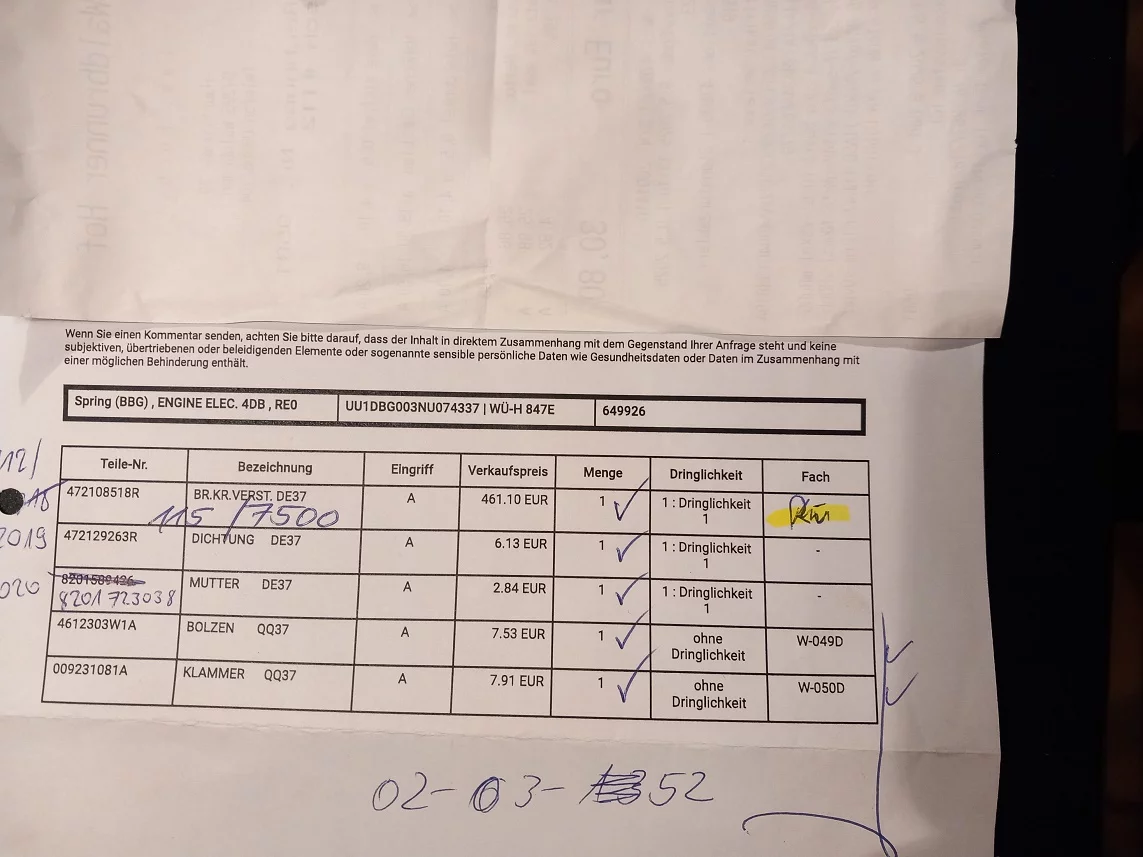 Wenn Sie einen Kommentar senden, achten Sie bitte darauf, dass der Inhalt in direktem Zusammenhang mit dem Gegenstand Ihrer Anfrage steht und keine
subjektiven, übertriebenen oder beleidigenden Elemente oder sogenannte sensible persönliche Daten wie Gesundheitsdaten oder Daten im Zusammenhang mit
einer möglichen Behinderung enthält.
Spring (BBG) , ENGINE ELEC. 4DB , RE0 UU1DBG003NU074337 | WÜ-H 847E 649926
12/
Teile-Nr. Bezeichnung Eingriff Verkaufspreis Menge Dringlichkeit Fach
472108518R BR.KR.VERST. DE37 A 461.10 EUR 1 1 : Dringlichkeit
1
115 /7500
2019
472129263R DICHTUNG DE37 A 6.13 EUR 1 1 : Dringlichkeit -
1
020
8201589426 MUTTER DE37 A 2.84 EUR 1 1 : Dringlichkeit -
1
8201723038
4612303W1A BOLZEN QQ37 A 7.53 EUR 1 ohne W-049D
Dringlichkeit
009231081A KLAMMER QQ37 A 7.91 EUR 1 ohne W-050D
Dringlichkeit
02-03- 52